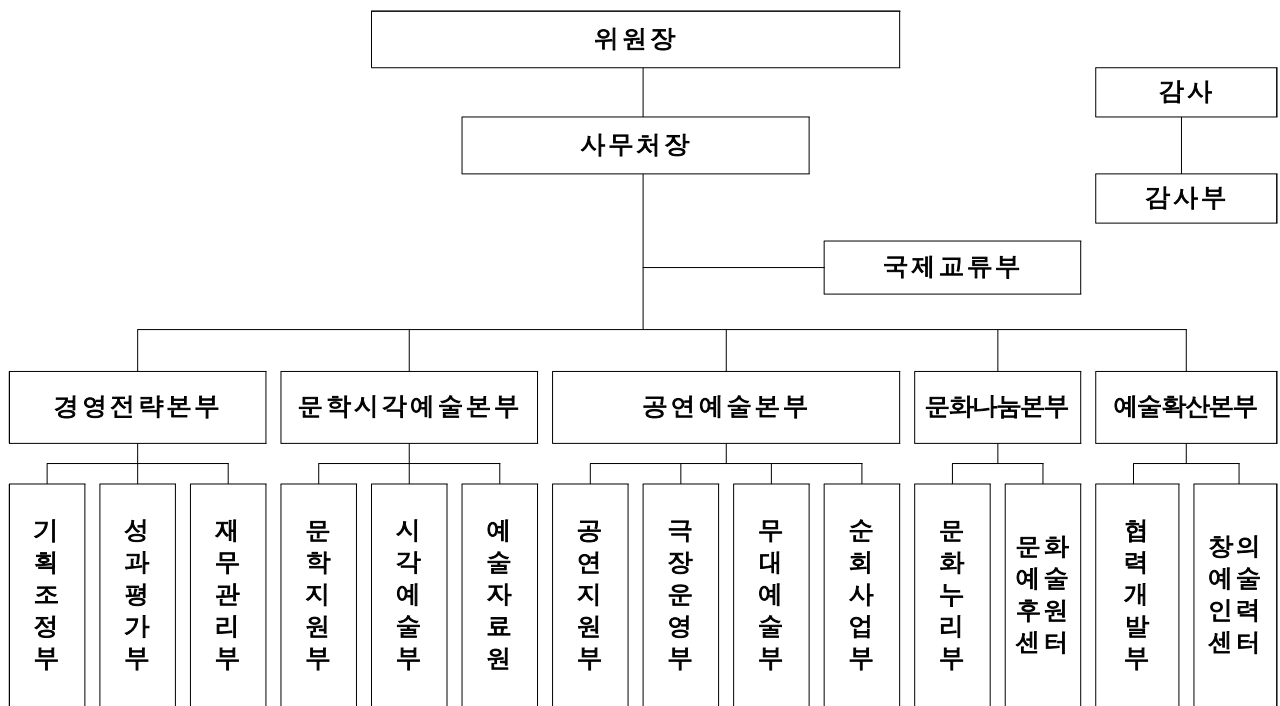 위원장
감사
사무처장
감사부
국제교류부
경영전략본부
문학시각예술본부
공연예술본부
문화나눔본부
예술확산본부
기획조정부
성과평가부
재무관리부
문학지원부
시각예술부
예술자료원
공연지원부
극장운영부
무대예술부
순회사업부
문화누리부
문화
예술
후원
센터
협력개발부
창의
예술
인력
센터